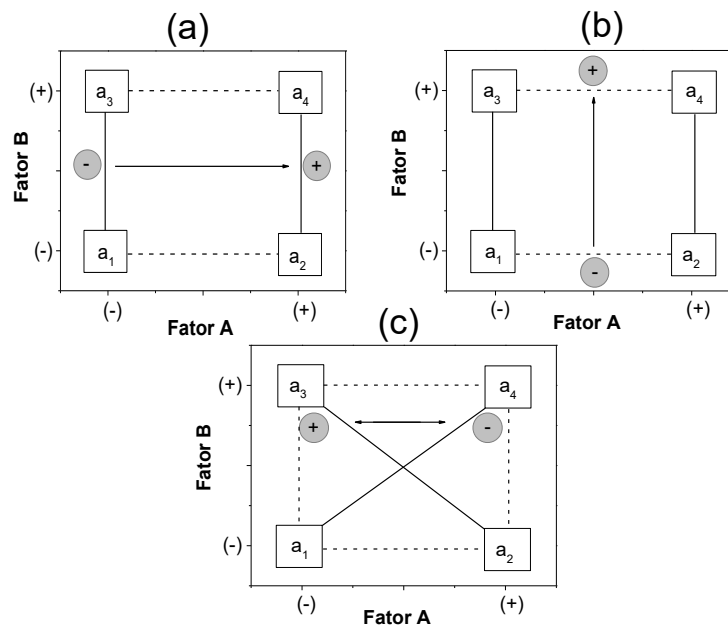 (a)
(b)
(+)
a₃
a₄
Fator B
-
+
(-)
a₁
a₂
(-)
(+)
Fator A
+
(+)
a₃
a₄
Fator B
(-)
a₁
a₂
-
(-)
(+)
Fator A
(c)
(+)
a₃
a₄
+
-
Fator B
(-)
a₁
a₂
(-)
(+)
Fator A